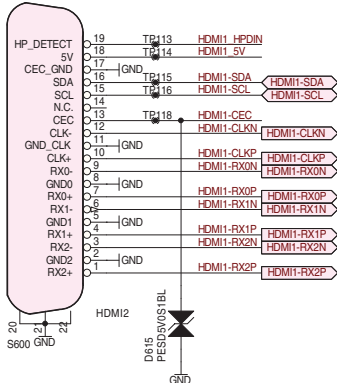 HP_DETECT 19 TP113 HDMI1_HPDIN
5V 18 TP114 HDMI1_5V
CEC_GND 17 GND
SDA 16 TP115 HDMI1-SDA HDMI1-SDA
SCL 15 TP116 HDMI1-SCL HDMI1-SCL
N.C. 14
CEC 13 TP118 HDMI1-CEC
CLK- 12 HDMI1-CLKN HDMI1-CLKN
GND_CLK 11 GND
CLK+ 10 HDMI1-CLKP HDMI1-CLKP
RX0- 9 HDMI1-RX0N HDMI1-RX0N
GND0 8 GND
RX0+ 7 HDMI1-RX0P HDMI1-RX0P
RX1- 6 HDMI1-RX1N HDMI1-RX1N
GND1 5 GND
RX1+ 4 HDMI1-RX1P HDMI1-RX1P
RX2- 3 HDMI1-RX2N HDMI1-RX2N
GND2 2 GND
RX2+ 1 HDMI1-RX2P HDMI1-RX2P
HDMI2
20 21 22
S600 GND
D615
PESD5V0S1BL
GND